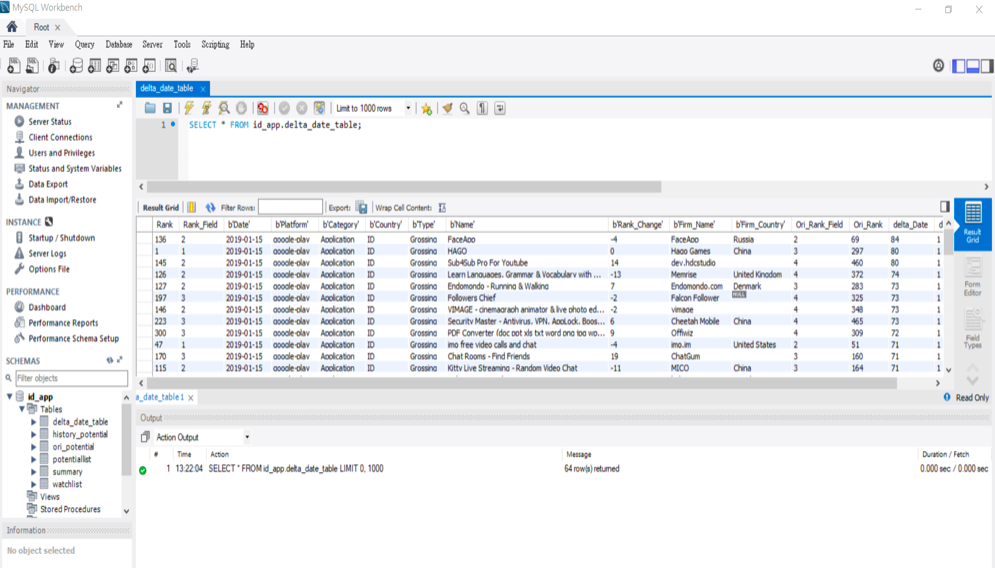 MySQL Workbench
Root
File Edit View Query Database Server Tools Scripting Help
Navigator
MANAGEMENT
Server Status
Client Connections
Users and Privileges
Status and System Variables
Data Export
Data Import/Restore
INSTANCE
Startup / Shutdown
Server Logs
Options File
PERFORMANCE
Dashboard
Performance Reports
Performance Schema Setup
SCHEMAS
Filter objects
id_app
Tables
delta_date_table
history_potential
ori_potential
potentiallist
summary
watchlist
Views
Stored Procedures
Information
No object selected
delta_date_table
Limit to 1000 rows
1 SELECT * FROM id_app.delta_date_table;
Result Grid Filter Rows: Export: Wrap Cell Content:
Rank Rank_Field b'Date' b'Platform' b'Category' b'Country' b'Type' b'Name' b'Rank_Change' b'Firm_Name' b'Firm_Country' Ori_Rank_Field Ori_Rank delta_Date d
136 2 2019-01-15 google-play Application ID Grossing FaceApp -4 FaceApp Russia 2 69 84 1
1 1 2019-01-15 google-play Application ID Grossing HAGO 0 Hago Games China 3 297 80 1
145 2 2019-01-15 google-play Application ID Grossing Sub4Sub Pro For Youtube 14 dev.hdcstudio 4 460 80 1
126 2 2019-01-15 google-play Application ID Grossing Learn Languages. Grammar & Vocabulary with ... -13 Memrise United Kingdom 4 372 74 1
127 2 2019-01-15 google-play Application ID Grossing Endomondo - Running & Walking 7 Endomondo.com Denmark 3 283 73 1
197 3 2019-01-15 google-play Application ID Grossing Followers Chief -2 Falcon Follower NULL 4 325 73 1
146 2 2019-01-15 google-play Application ID Grossing VIMAGE - cinemagraph animator & live photo ed... -2 vimage 4 348 73 1
223 3 2019-01-15 google-play Application ID Grossing Security Master - Antivirus. VPN. AppLock. Boos... 6 Cheetah Mobile China 4 465 73 1
300 4 2019-01-15 google-play Application ID Grossing PDF Converter (doc ppt xls txt word png jpg wo... 9 Offiwiz 4 309 72 1
47 1 2019-01-15 google-play Application ID Grossing imo free video calls and chat -4 imo.im United States 2 51 71 1
170 3 2019-01-15 google-play Application ID Grossing Chat Rooms - Find Friends 19 ChatGum 3 160 71 1
115 2 2019-01-15 google-play Application ID Grossing Kitty Live Streaming - Random Video Chat -11 MICO China 3 164 71 1
Result Grid
Form Editor
Field Types
a_date_table 1
Read Only
Output
Action Output
# Time Action Message Duration / Fetch
1 13:22:04 SELECT * FROM id_app.delta_date_table LIMIT 0, 1000 64 row(s) returned 0.000 sec / 0.000 sec